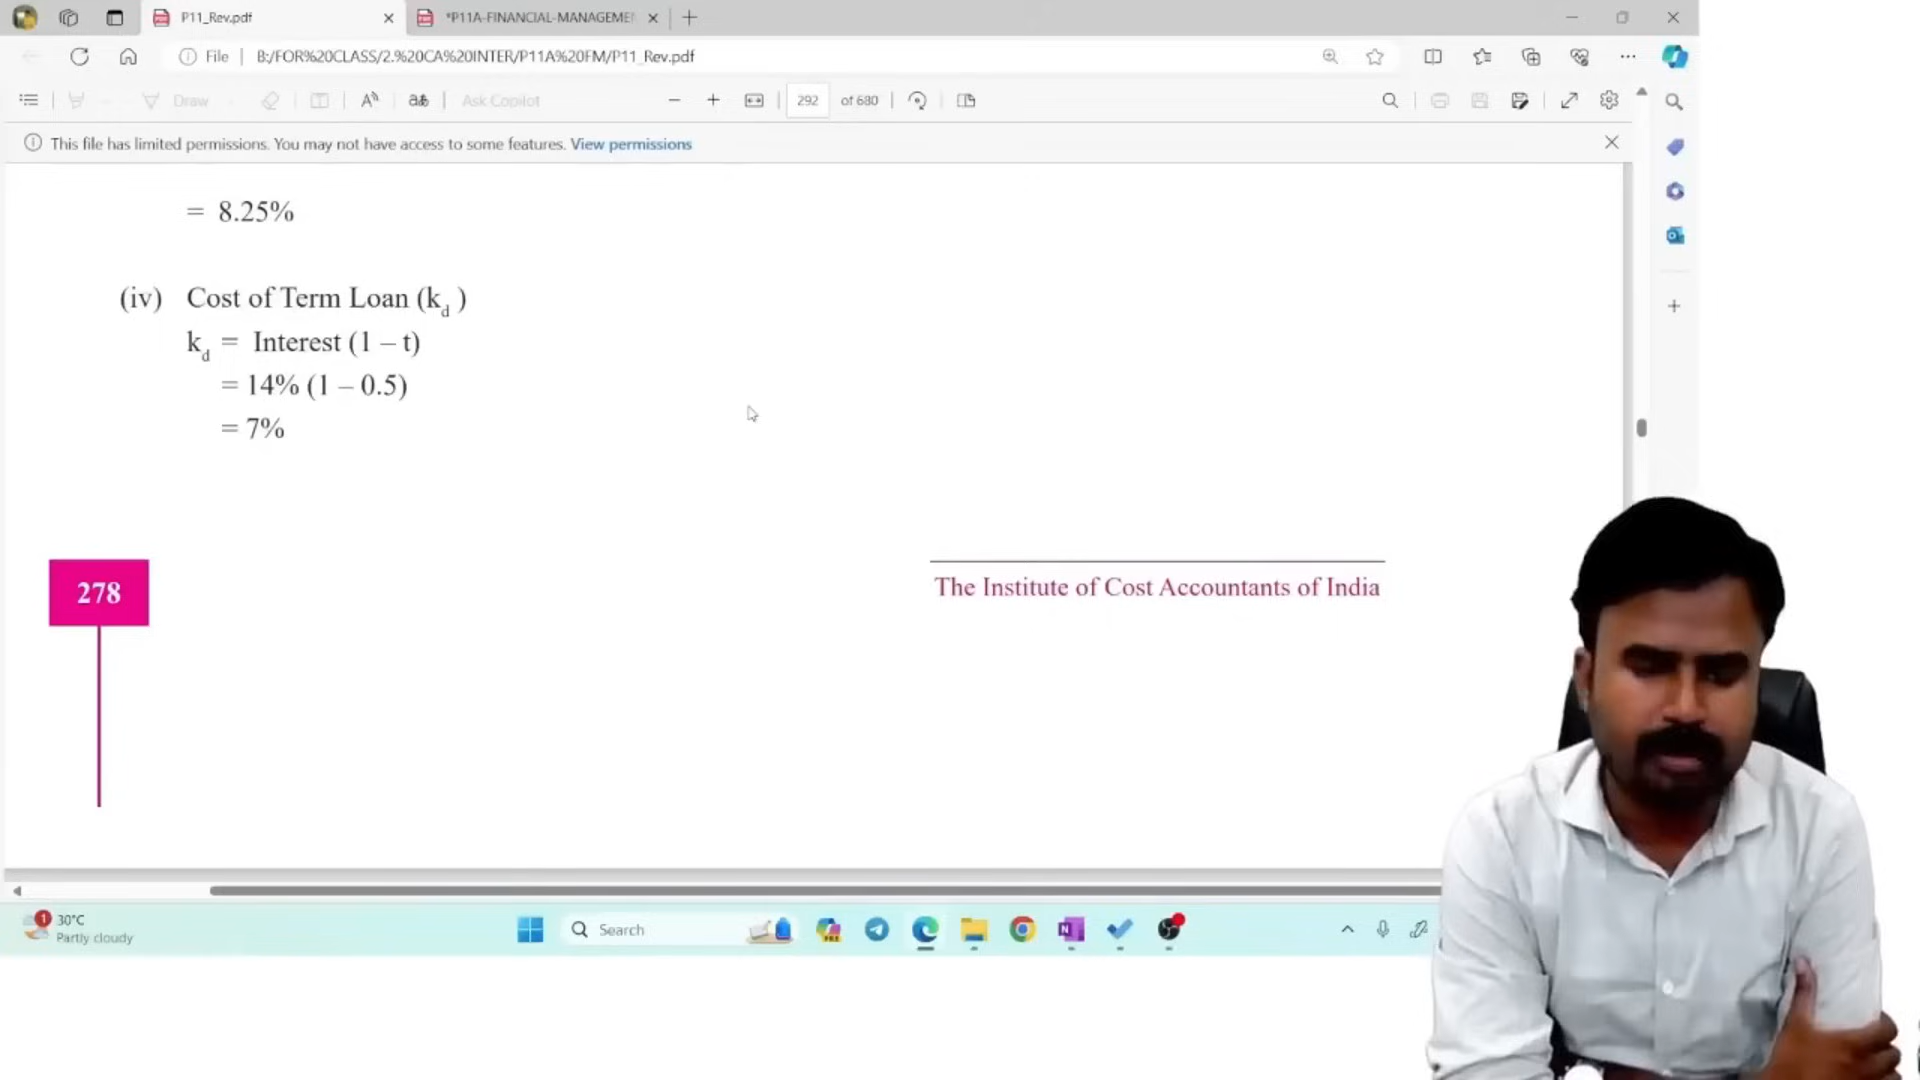 P11_Rev.pdf
*P11A-FINANCIAL-MANAGEMEN
File
B:/FOR%20CLASS/2.%20CA%20INTER/P11A%20FM/P11_Rev.pdf
Draw
Ask Copilot
292 of 680
This file has limited permissions. You may not have access to some features. View permissions
= 8.25%
(iv) Cost of Term Loan (kd )
kd = Interest (1 – t)
= 14% (1 – 0.5)
= 7%
278
The Institute of Cost Accountants of India
1
30°C
Partly cloudy
Search